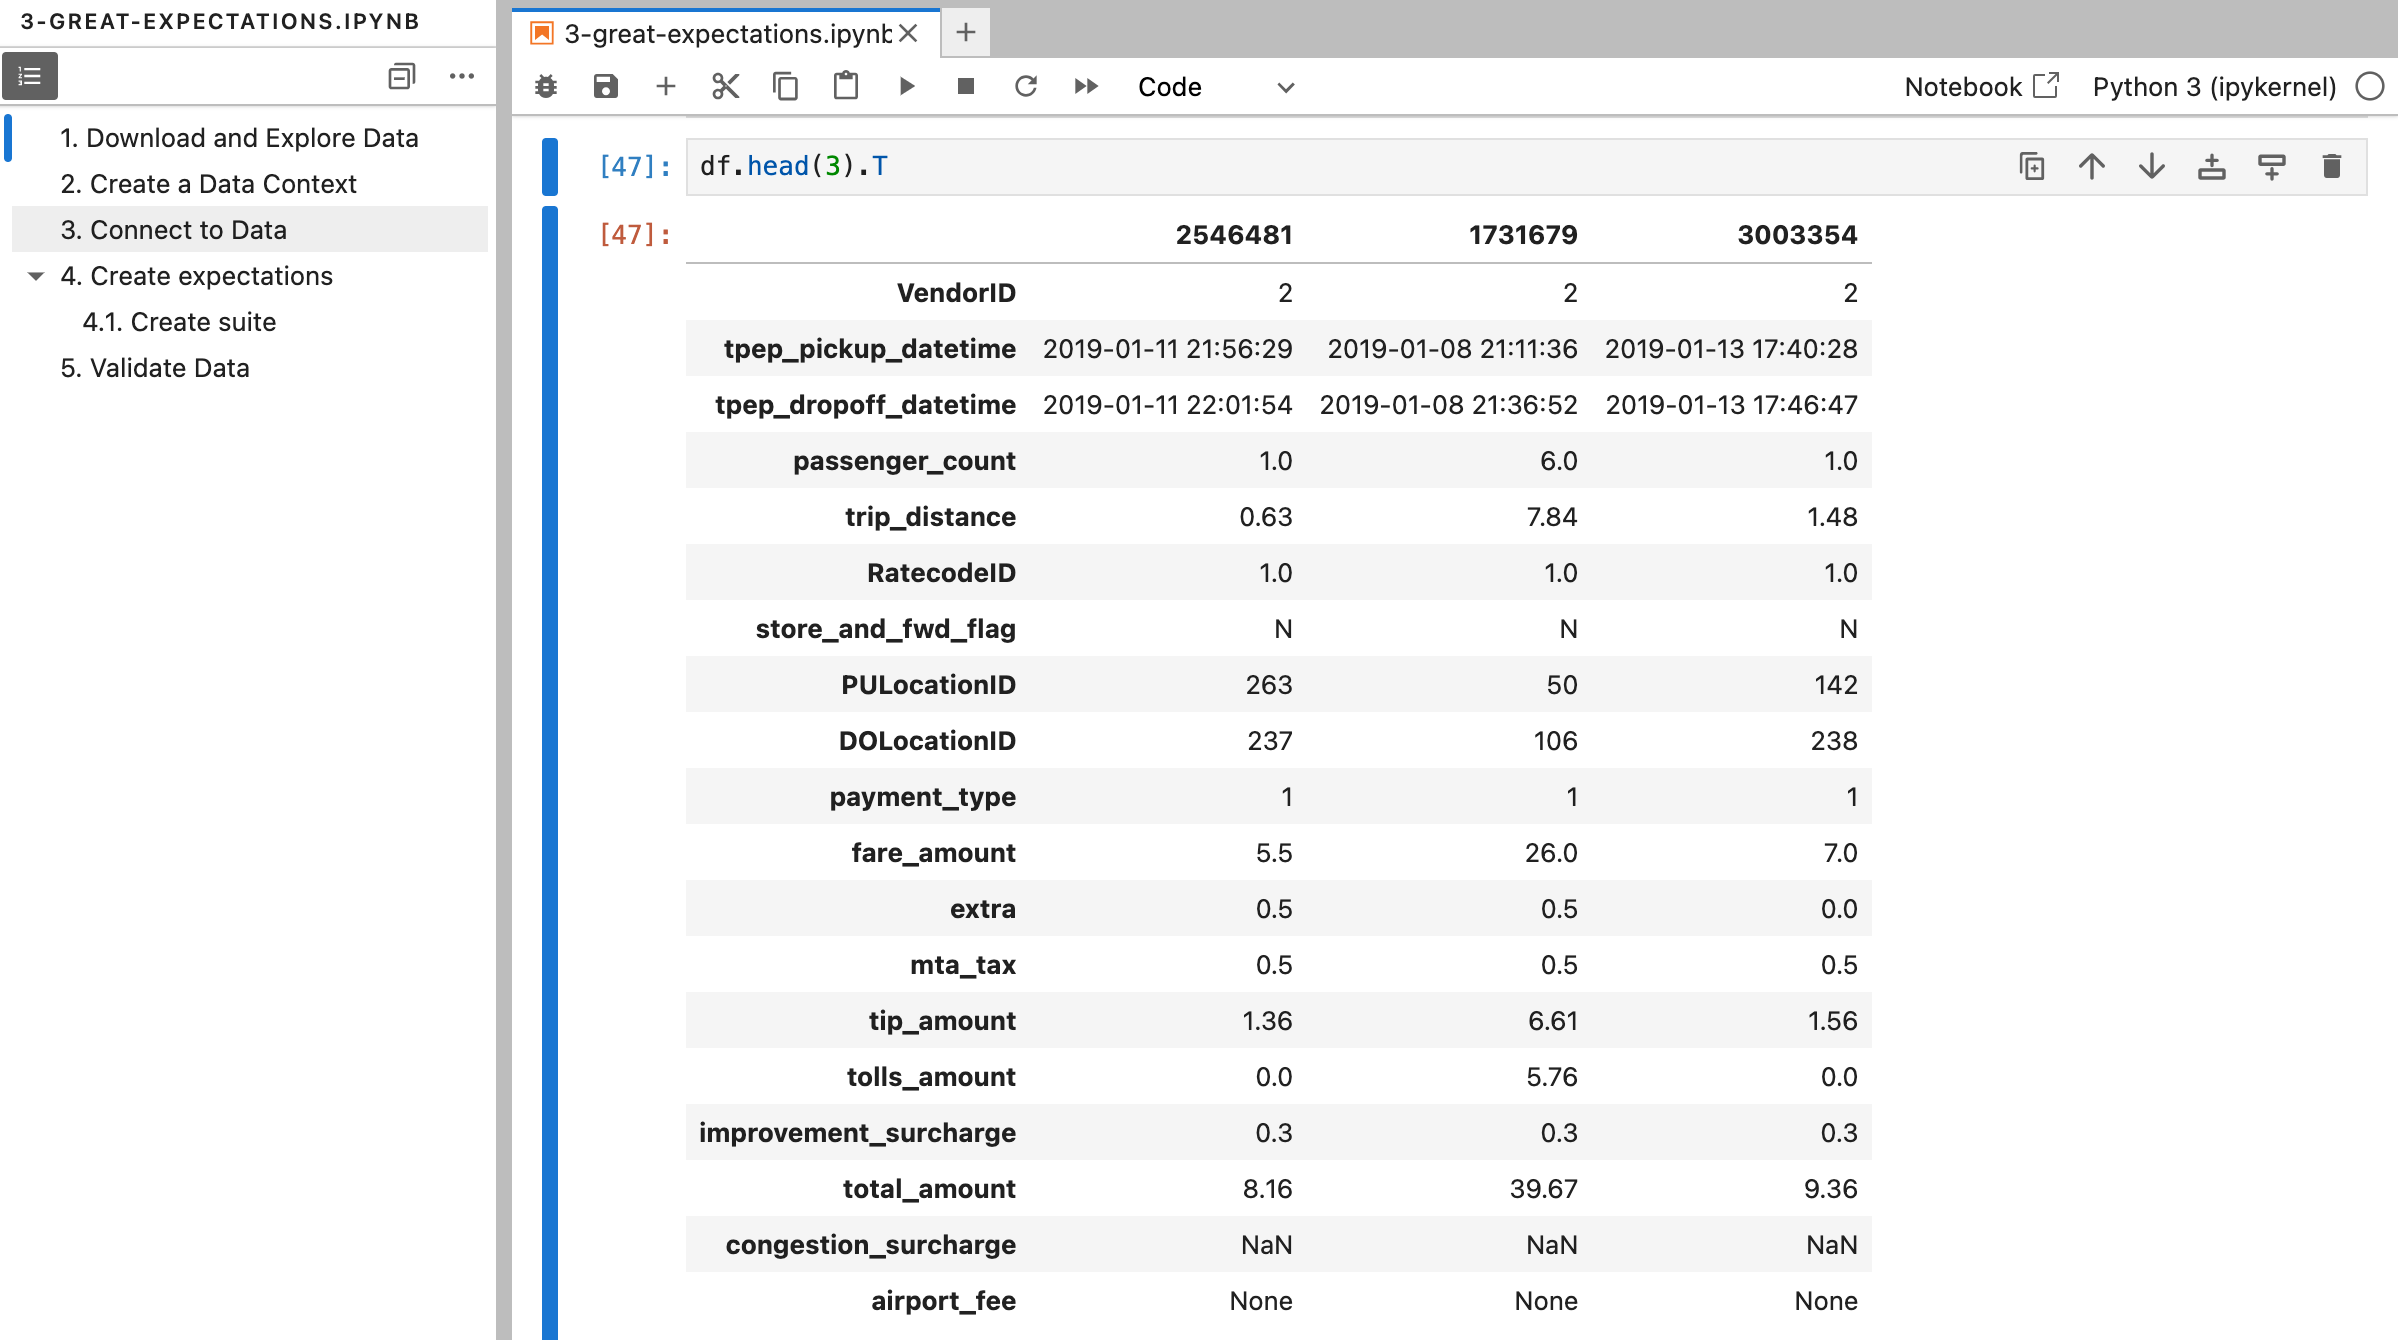 3-GREAT-EXPECTATIONS.IPYNB
1. Download and Explore Data
2. Create a Data Context
3. Connect to Data
4. Create expectations
4.1. Create suite
5. Validate Data
3-great-expectations.ipynb
Code Notebook Python 3 (ipykernel)
[47]: df.head(3).T
[47]: 2546481 1731679 3003354
VendorID 2 2 2
tpep_pickup_datetime 2019-01-11 21:56:29 2019-01-08 21:11:36 2019-01-13 17:40:28
tpep_dropoff_datetime 2019-01-11 22:01:54 2019-01-08 21:36:52 2019-01-13 17:46:47
passenger_count 1.0 6.0 1.0
trip_distance 0.63 7.84 1.48
RatecodeID 1.0 1.0 1.0
store_and_fwd_flag N N N
PULocationID 263 50 142
DOLocationID 237 106 238
payment_type 1 1 1
fare_amount 5.5 26.0 7.0
extra 0.5 0.5 0.0
mta_tax 0.5 0.5 0.5
tip_amount 1.36 6.61 1.56
tolls_amount 0.0 5.76 0.0
improvement_surcharge 0.3 0.3 0.3
total_amount 8.16 39.67 9.36
congestion_surcharge NaN NaN NaN
airport_fee None None None